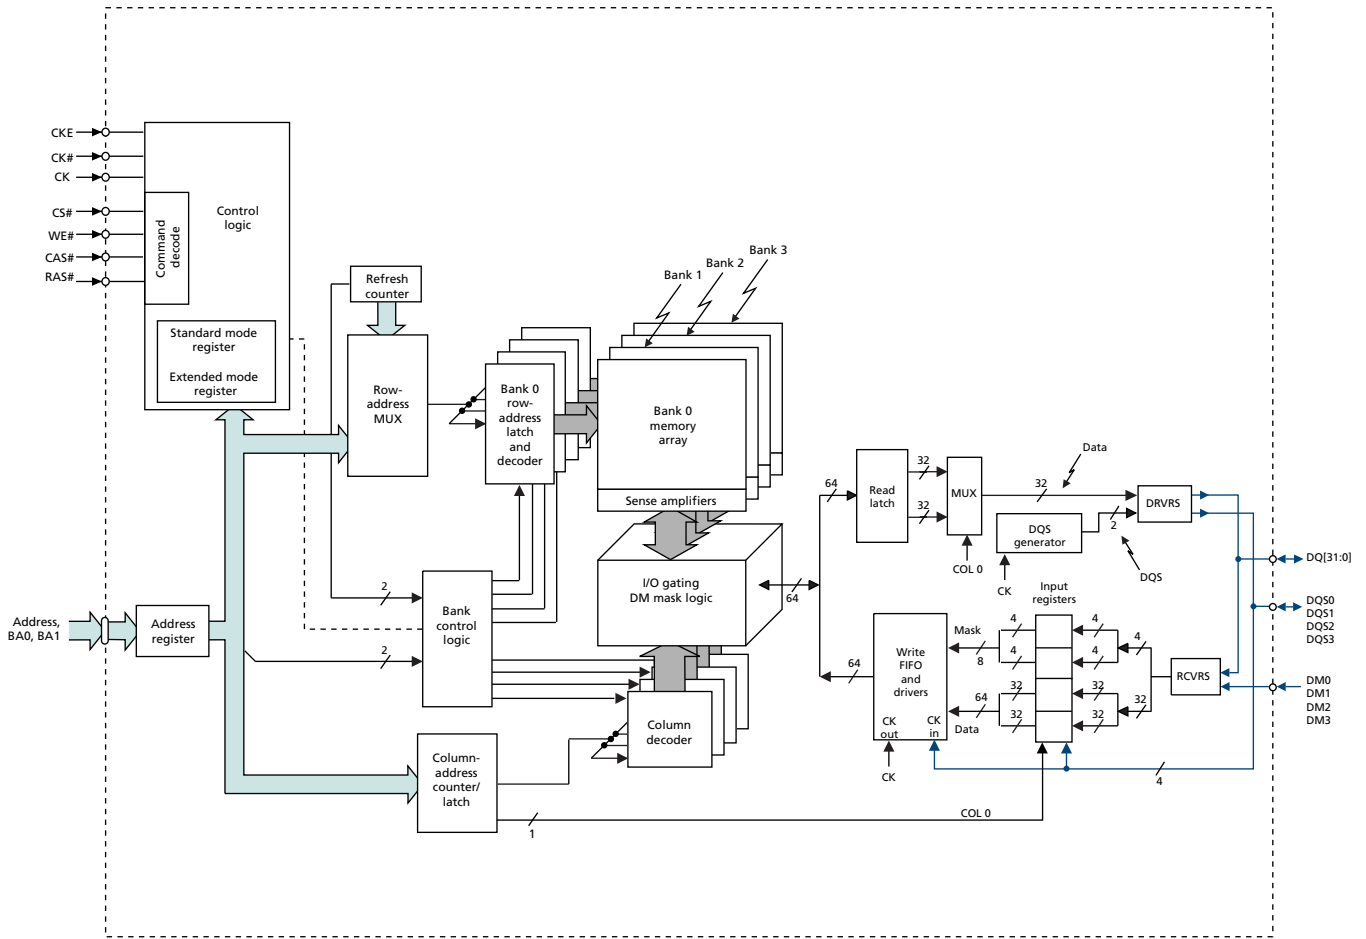 CKE
CK#
CK
CS#
WE#
CAS#
RAS#
Command
decode
Control
logic
Standard mode
register
Extended mode
register
Refresh
counter
Row-
address
MUX
Bank 0
row-
address
latch
and
decoder
Bank 1
Bank 2
Bank 3
Bank 0
memory
array
Sense amplifiers
I/O gating
DM mask logic
2
2
Bank
control
logic
Address,
BA0, BA1
Address
register
Column-
address
counter/
latch
Column
decoder
1
COL 0
64
64
64
Read
latch
32
32
MUX
COL 0
32
Data
DQS
generator
CK
2
DQS
DRVRS
Write
FIFO
and
drivers
CK
out
CK
in
CK
Mask
8
64
Data
Input
registers
4
4
32
32
4
4
32
32
4
32
RCVRS
4
DQ[31:0]
DQS0
DQS1
DQS2
DQS3
DM0
DM1
DM2
DM3